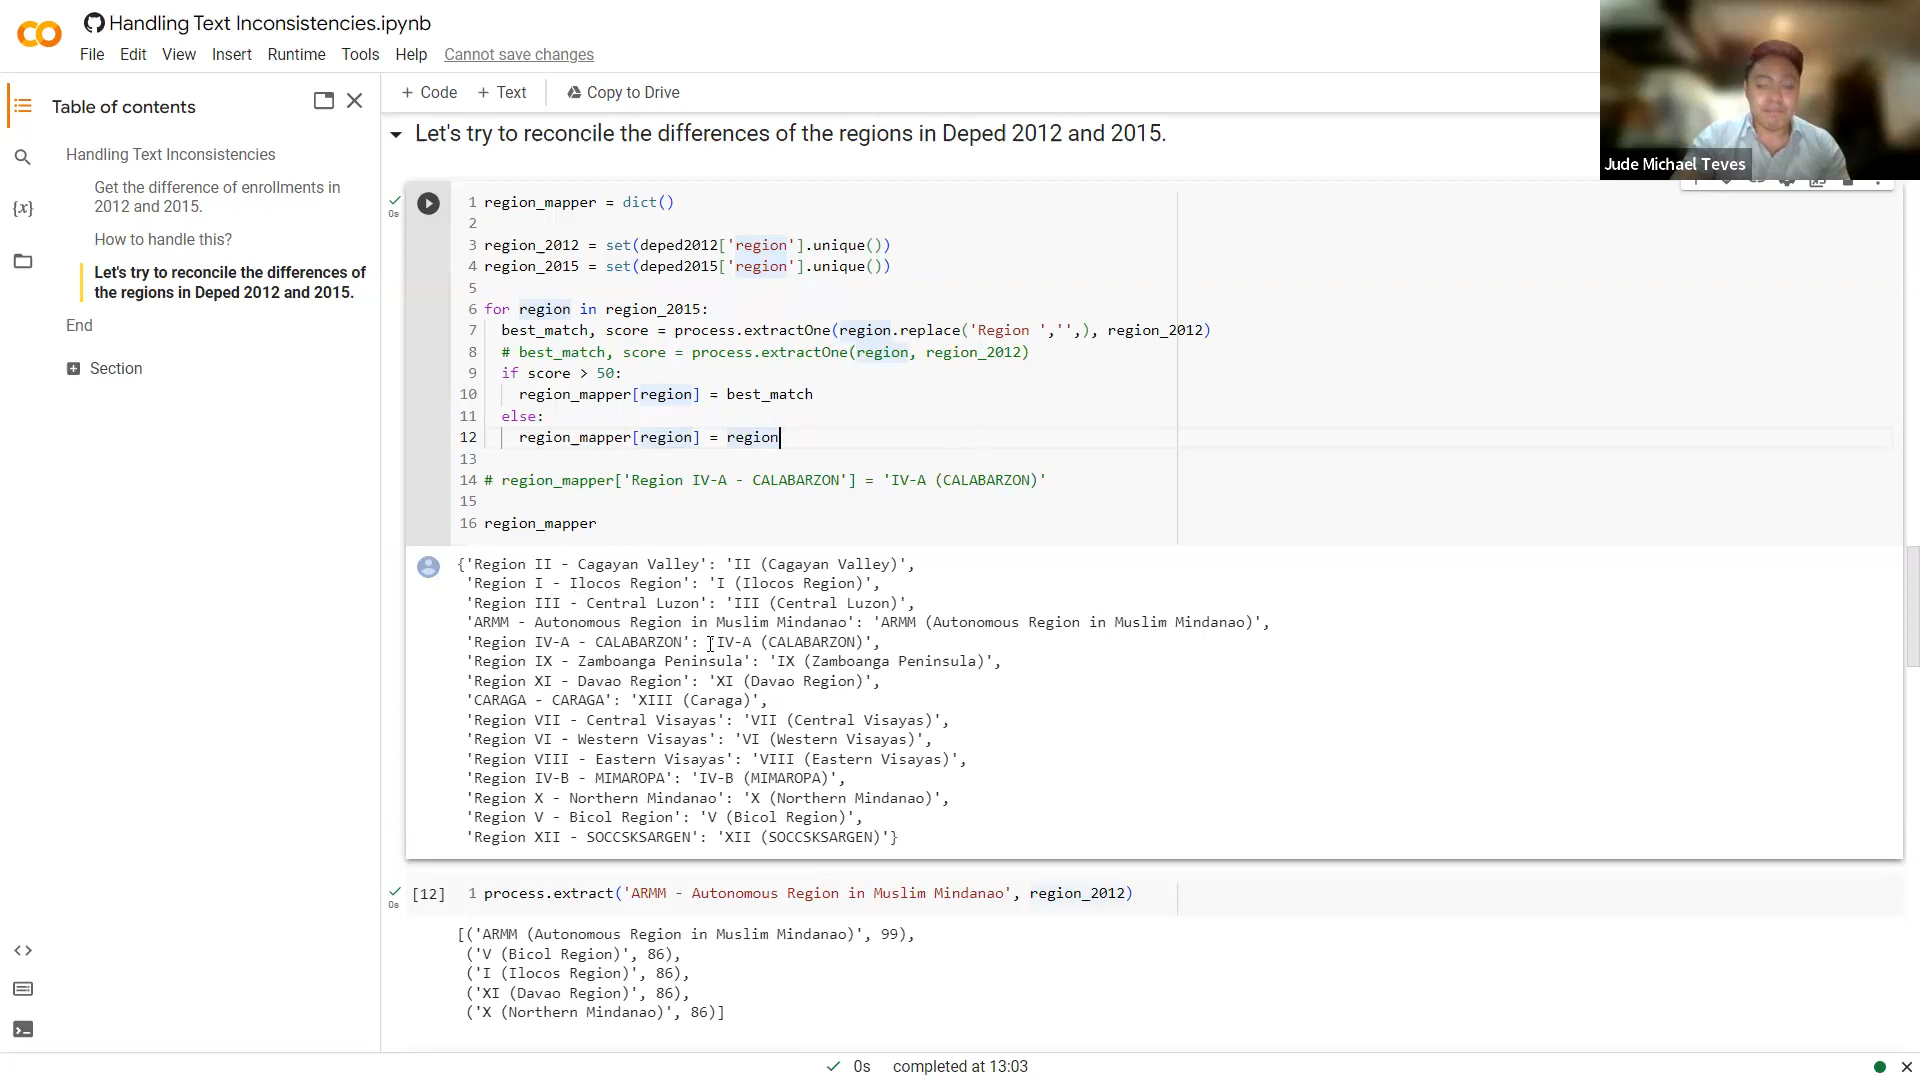 Handling Text Inconsistencies.ipynb
File Edit View Insert Runtime Tools Help Cannot save changes
Table of contents
Handling Text Inconsistencies
Get the difference of enrollments in
2012 and 2015.
How to handle this?
Let's try to reconcile the differences of
the regions in Deped 2012 and 2015.
End
Section
+ Code + Text Copy to Drive
Let's try to reconcile the differences of the regions in Deped 2012 and 2015.
Jude Michael Teves
0s
1 region_mapper = dict()
2
3 region_2012 = set(deped2012['region'].unique())
4 region_2015 = set(deped2015['region'].unique())
5
6 for region in region_2015:
7 best_match, score = process.extractOne(region.replace('Region ','',), region_2012)
8 # best_match, score = process.extractOne(region, region_2012)
9 if score > 50:
10 region_mapper[region] = best_match
11 else:
12 region_mapper[region] = region
13
14 # region_mapper['Region IV-A - CALABARZON'] = 'IV-A (CALABARZON)'
15
16 region_mapper
{'Region II - Cagayan Valley': 'II (Cagayan Valley)',
'Region I - Ilocos Region': 'I (Ilocos Region)',
'Region III - Central Luzon': 'III (Central Luzon)',
'ARMM - Autonomous Region in Muslim Mindanao': 'ARMM (Autonomous Region in Muslim Mindanao)',
'Region IV-A - CALABARZON': 'IV-A (CALABARZON)',
'Region IX - Zamboanga Peninsula': 'IX (Zamboanga Peninsula)',
'Region XI - Davao Region': 'XI (Davao Region)',
'CARAGA - CARAGA': 'XIII (Caraga)',
'Region VII - Central Visayas': 'VII (Central Visayas)',
'Region VI - Western Visayas': 'VI (Western Visayas)',
'Region VIII - Eastern Visayas': 'VIII (Eastern Visayas)',
'Region IV-B - MIMAROPA': 'IV-B (MIMAROPA)',
'Region X - Northern Mindanao': 'X (Northern Mindanao)',
'Region V - Bicol Region': 'V (Bicol Region)',
'Region XII - SOCCSKSARGEN': 'XII (SOCCSKSARGEN)'}
0s
[12] 1 process.extract('ARMM - Autonomous Region in Muslim Mindanao', region_2012)
[('ARMM (Autonomous Region in Muslim Mindanao)', 99),
('V (Bicol Region)', 86),
('I (Ilocos Region)', 86),
('XI (Davao Region)', 86),
('X (Northern Mindanao)', 86)]
0s completed at 13:03